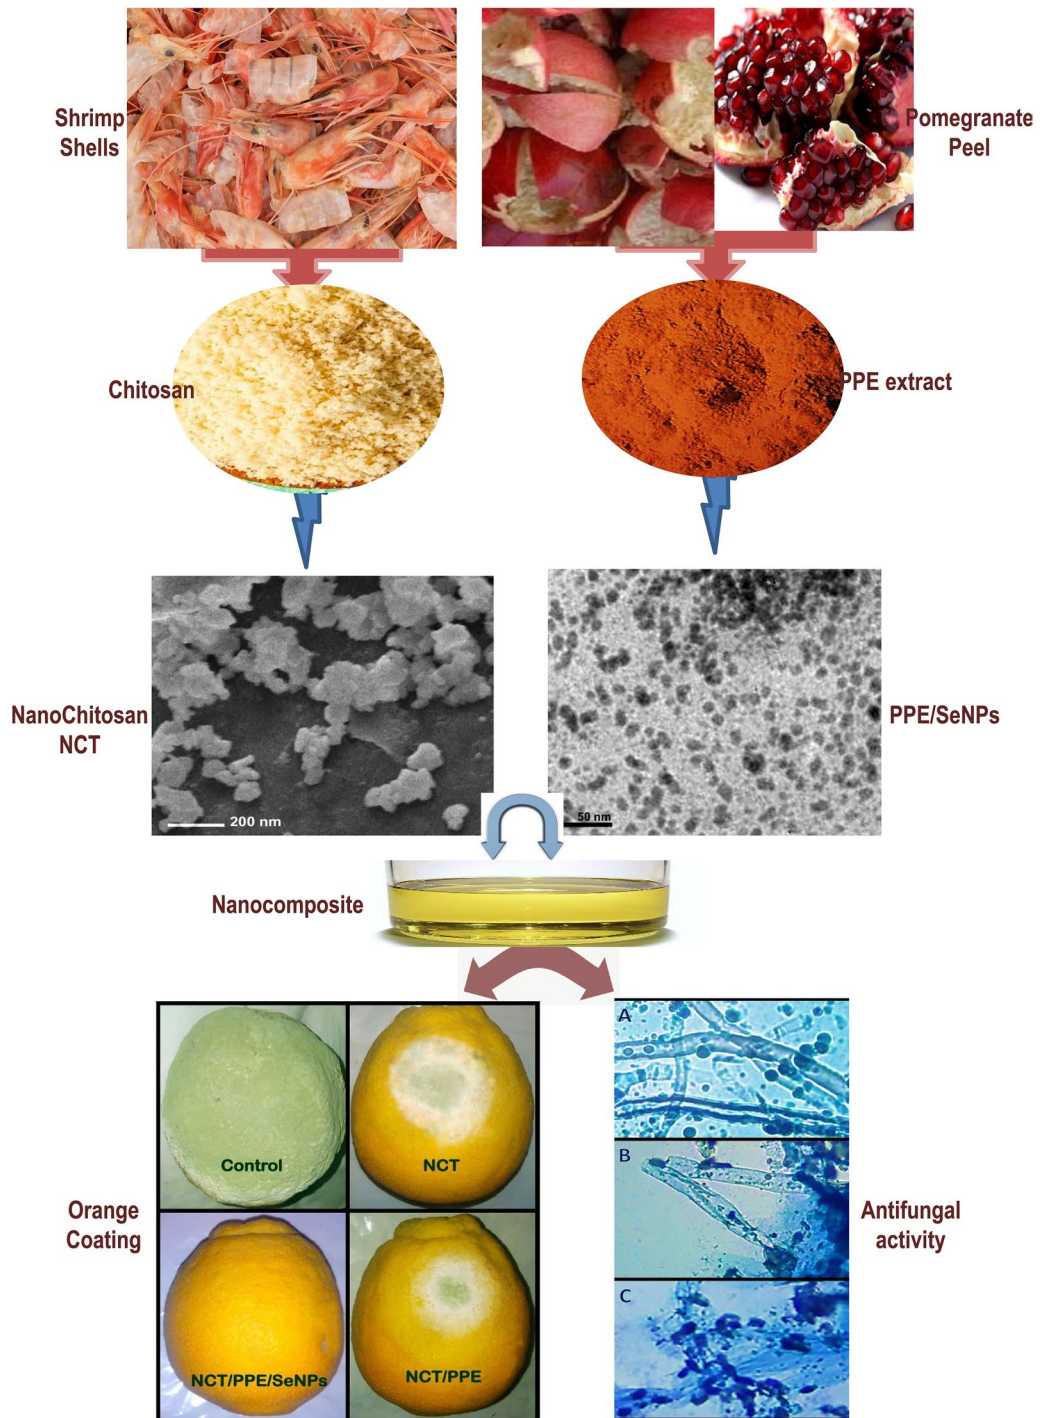 Shrimp
Shells
Pomegranate
Peel
Chitosan
PPE extract
NanoChitosan
NCT
PPE/SeNPs
200 nm
50 nm
Nanocomposite
Control
NCT
NCT/PPE/SeNPs
NCT/PPE
Orange
Coating
A
B
C
Antifungal
activity